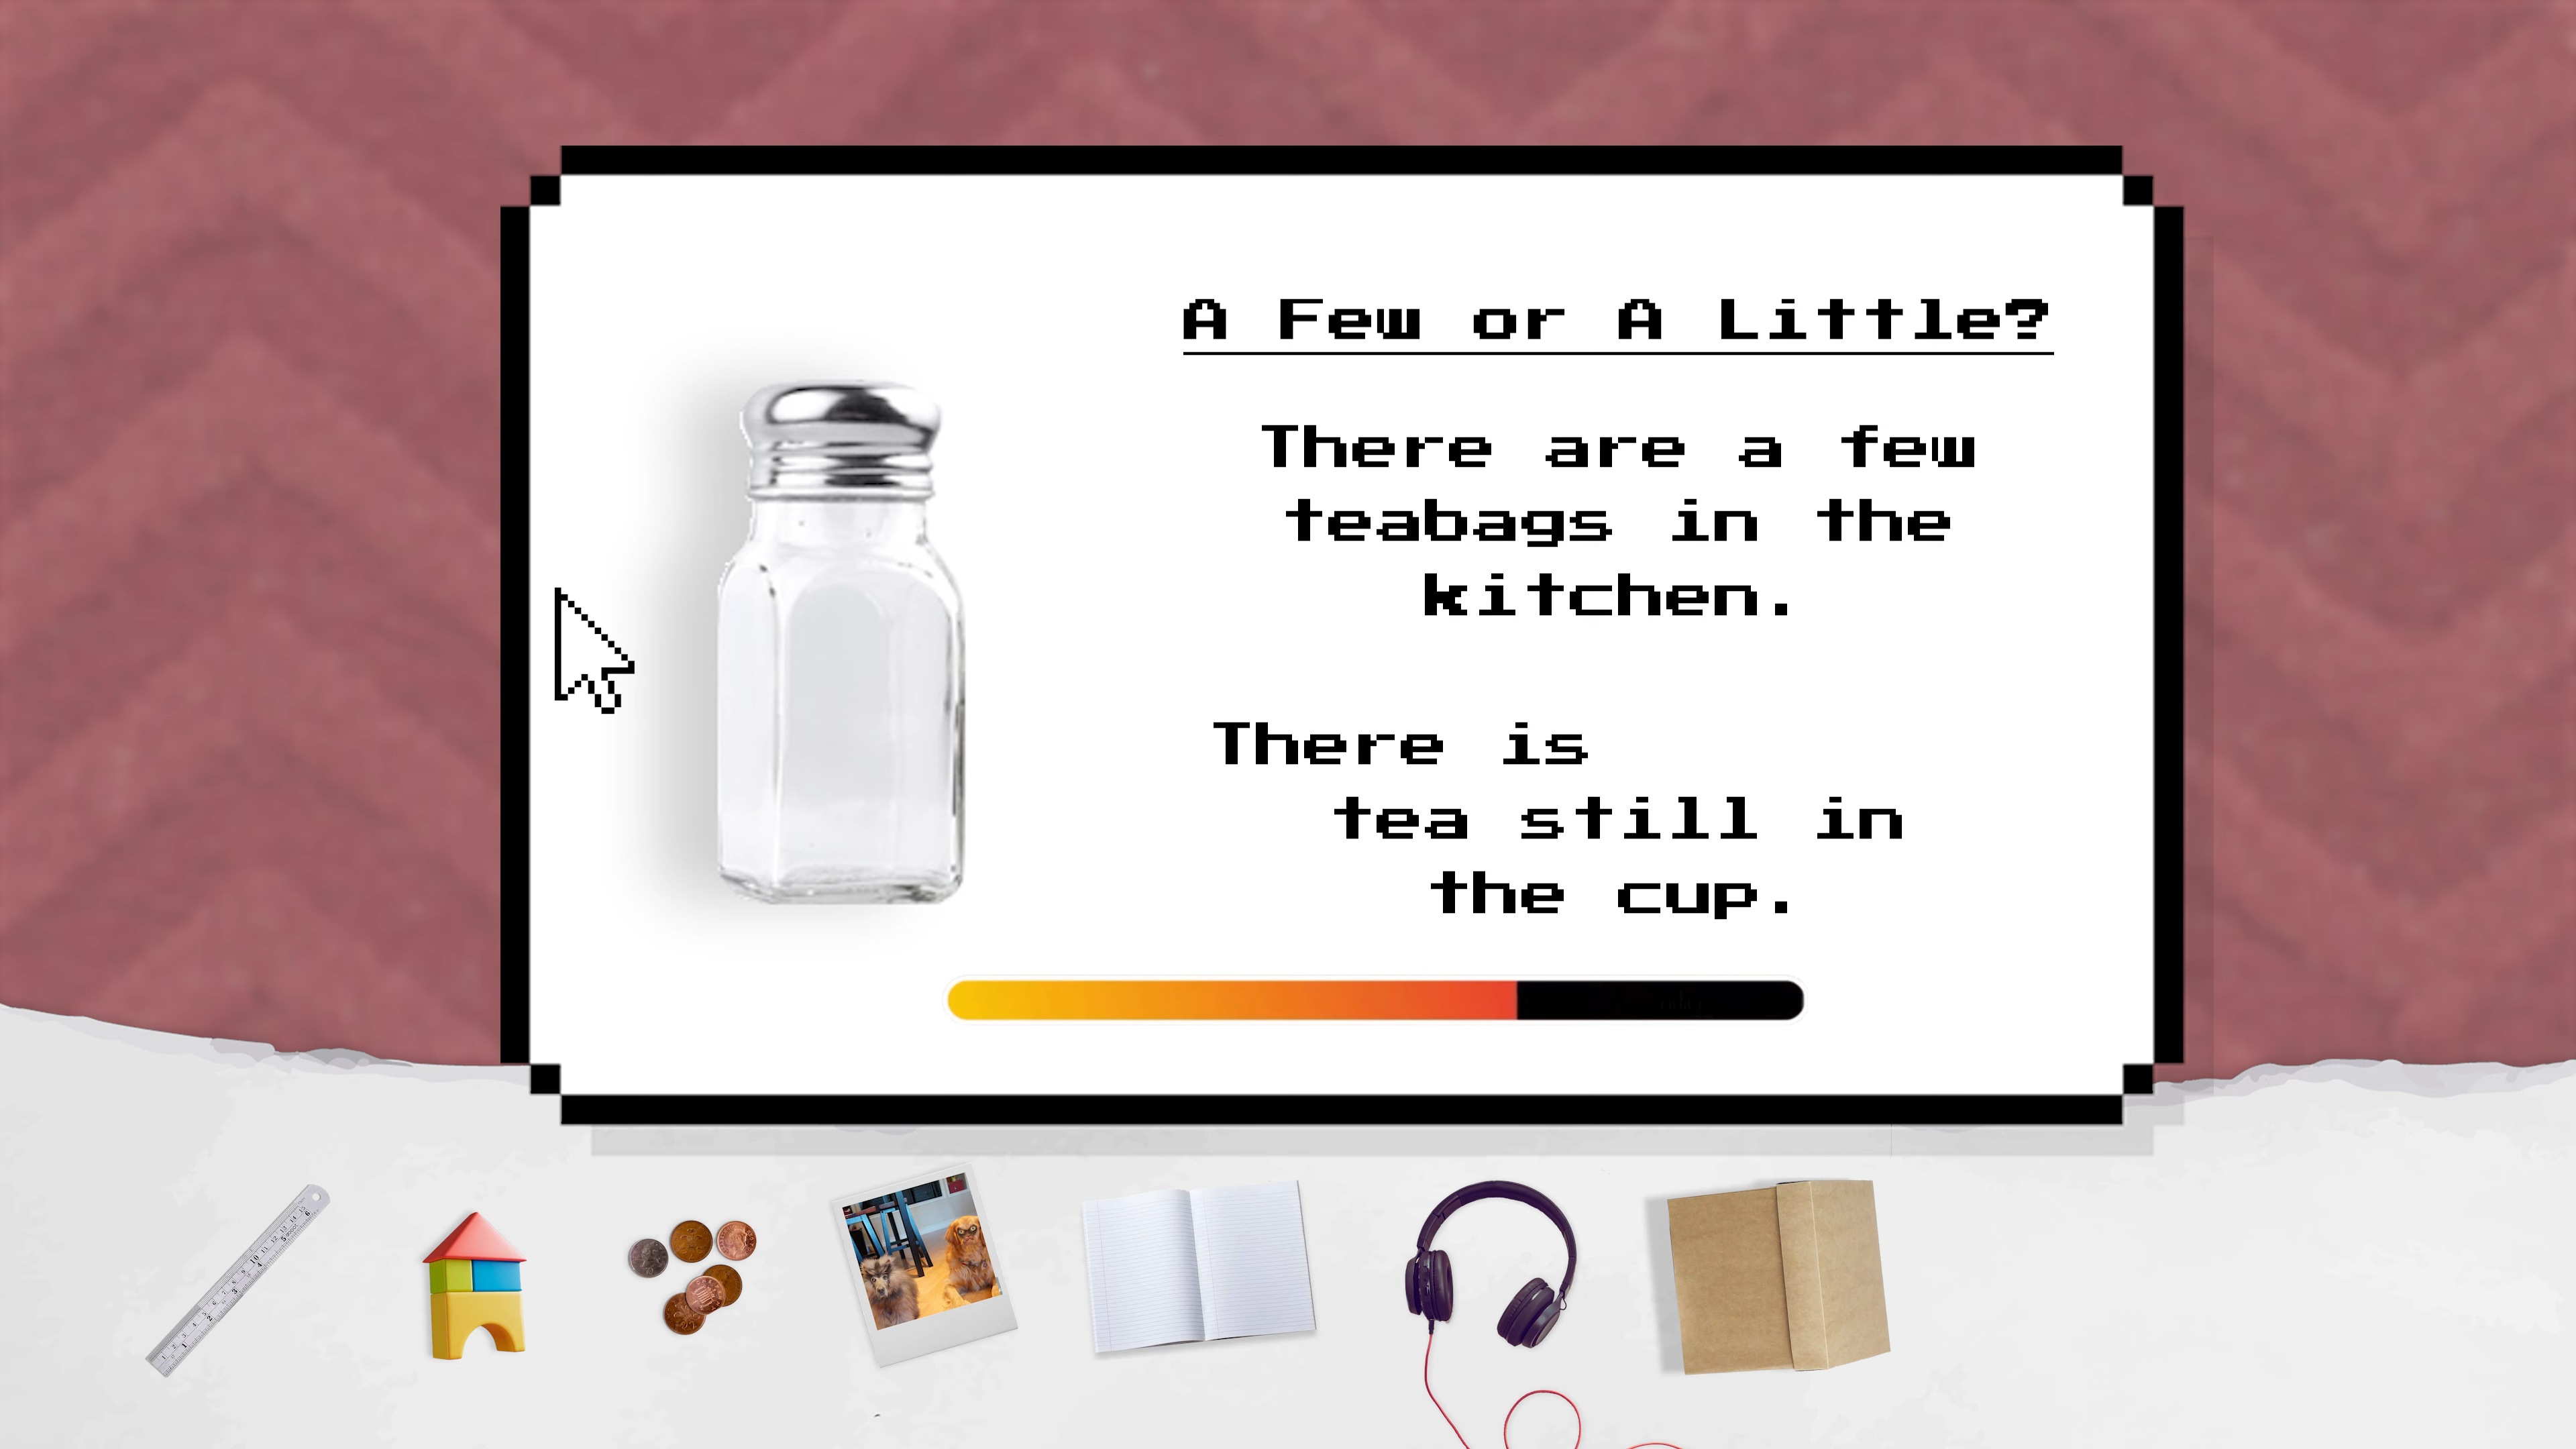 A Few or A Little?
There are a few
teabags in the
kitchen.
There is
tea still in
the cup.